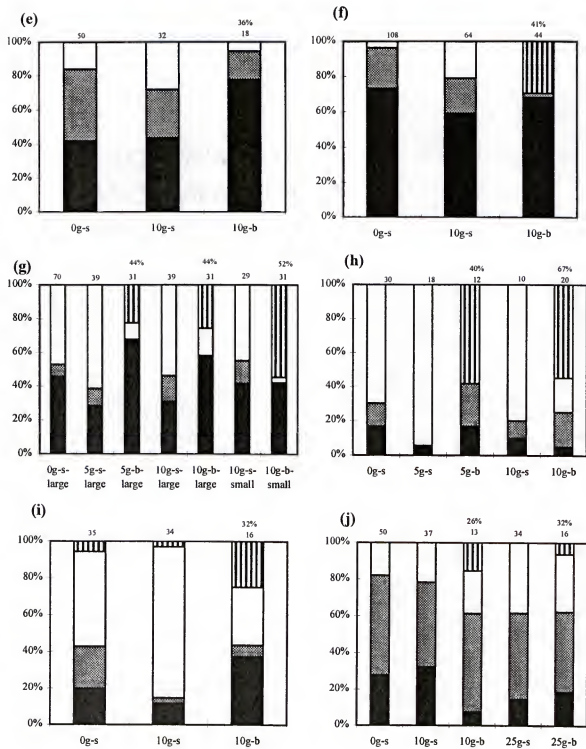 (e)
36%
50 32 18
100%
80%
60%
40%
20%
0%
0g-s 10g-s 10g-b
(f)
41%
108 64 44
100%
80%
60%
40%
20%
0%
0g-s 10g-s 10g-b
(g)
44% 44% 52%
70 39 31 39 31 29 31
100%
80%
60%
40%
20%
0%
0g-s- 5g-s- 5g-b- 10g-s- 10g-b- 10g-s- 10g-b-
large large large large large small small
(h)
40% 67%
30 18 12 10 20
100%
80%
60%
40%
20%
0%
0g-s 5g-s 5g-b 10g-s 10g-b
(i)
32%
35 34 16
100%
80%
60%
40%
20%
0%
0g-s 10g-s 10g-b
(j)
26% 32%
50 37 13 34 16
100%
80%
60%
40%
20%
0%
0g-s 10g-s 10g-b 25g-s 25g-b